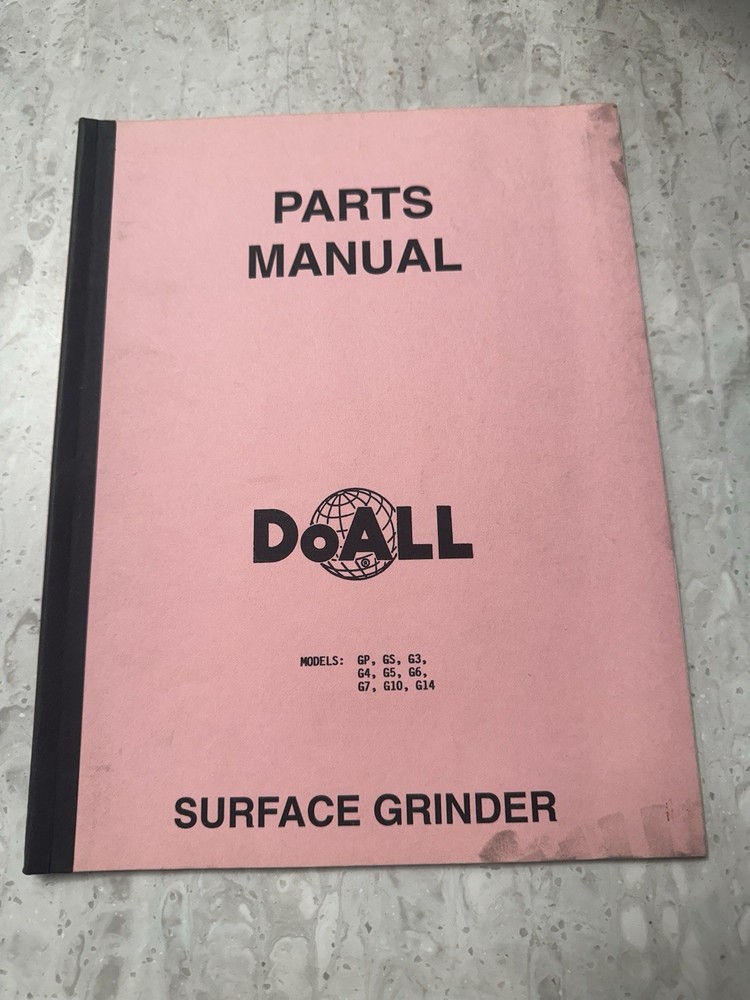 PARTS
MANUAL
DoALL
MODELS: GP, GS, G3,
G4, G5, G6,
G7, G10, G14
SURFACE GRINDER